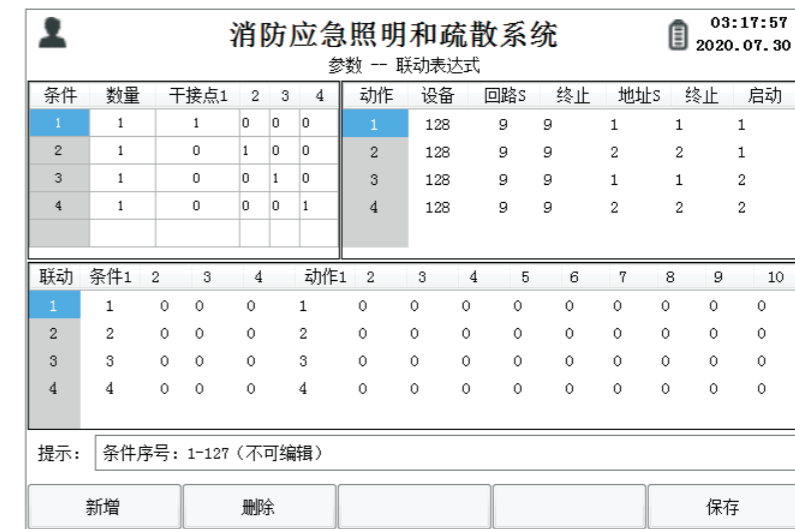 消防应急照明和疏散系统
03:17:57
2020.07.30
参数 -- 联动表达式
条件 数量 干接点1 2 3 4
1 1 1 0 0 0
2 1 0 1 0 0
3 1 0 0 1 0
4 1 0 0 0 1
动作 设备 回路S 终止 地址S 终止 启动
1 128 9 9 1 1 1
2 128 9 9 2 2 1
3 128 9 9 1 1 2
4 128 9 9 2 2 2
联动 条件1 2 3 4 动作1 2 3 4 5 6 7 8 9 10
1 1 0 0 0 1 0 0 0 0 0 0 0 0 0
2 2 0 0 0 2 0 0 0 0 0 0 0 0 0
3 3 0 0 0 3 0 0 0 0 0 0 0 0 0
4 4 0 0 0 4 0 0 0 0 0 0 0 0 0
提示: 条件序号: 1-127 (不可编辑)
新增 删除 保存